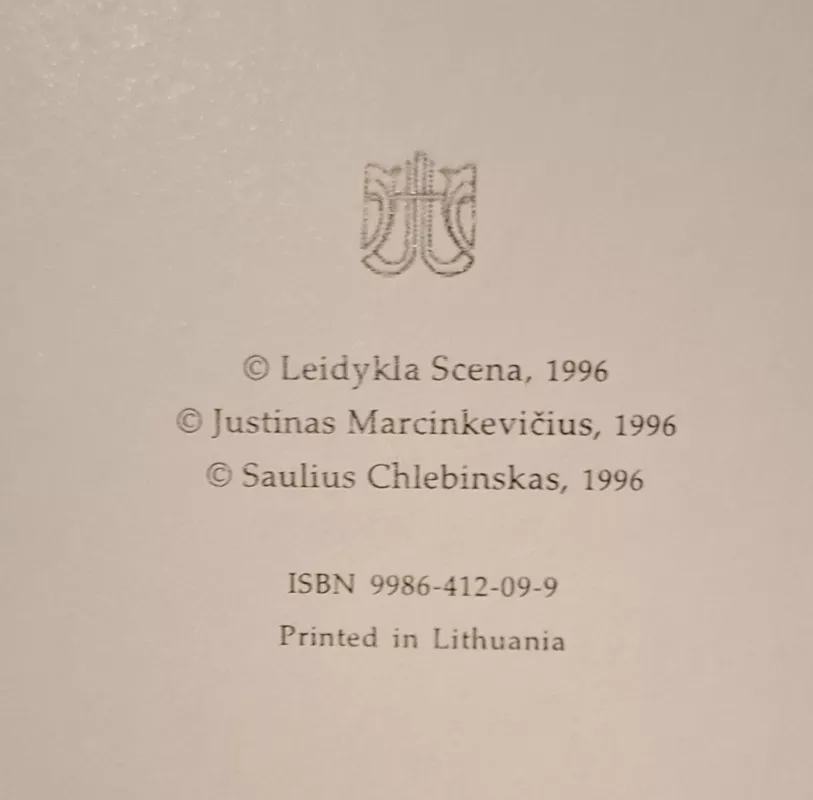 © Leidykla Scena, 1996
© Justinas Marcinkevičius, 1996
© Saulius Chlebinskas, 1996
ISBN 9986-412-09-9
Printed in Lithuania